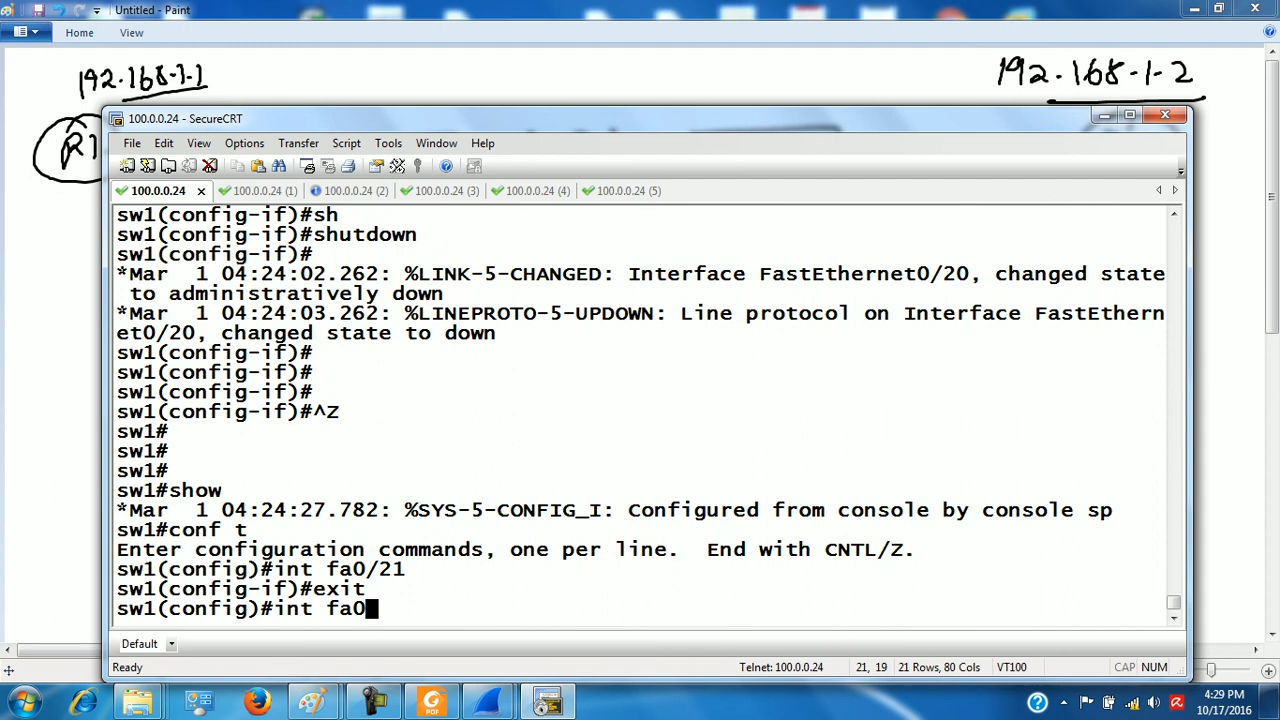 Untitled - Paint
Home View
192.168.1.1
192.168.1.2
R1
100.0.0.24 - SecureCRT
File Edit View Options Transfer Script Tools Window Help
100.0.0.24 x 100.0.0.24 (1) 100.0.0.24 (2) 100.0.0.24 (3) 100.0.0.24 (4) 100.0.0.24 (5)
sw1(config-if)#sh
sw1(config-if)#shutdown
sw1(config-if)#
*Mar  1 04:24:02.262: %LINK-5-CHANGED: Interface FastEthernet0/20, changed state
 to administratively down
*Mar  1 04:24:03.262: %LINEPROTO-5-UPDOWN: Line protocol on Interface FastEthern
et0/20, changed state to down
sw1(config-if)#
sw1(config-if)#
sw1(config-if)#
sw1(config-if)#^Z
sw1#
sw1#
sw1#
sw1#show
*Mar  1 04:24:27.782: %SYS-5-CONFIG_I: Configured from console by console sp
sw1#conf t
Enter configuration commands, one per line.  End with CNTL/Z.
sw1(config)#int fa0/21
sw1(config-if)#exit
sw1(config)#int fa0
Default
Ready Telnet: 100.0.0.24 21, 19 21 Rows, 80 Cols VT100 CAP NUM
PDF
4:29 PM
10/17/2016